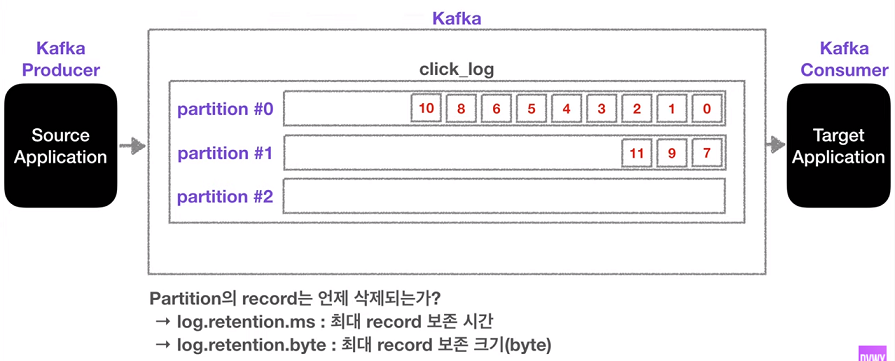 Kafka
Kafka Producer
Kafka Consumer
click_log
Source Application
Target Application
partition #0
10 8 6 5 4 3 2 1 0
partition #1
11 9 7
partition #2
Partition의 record는 언제 삭제되는가?
→ log.retention.ms : 최대 record 보존 시간
→ log.retention.byte : 최대 record 보존 크기(byte)